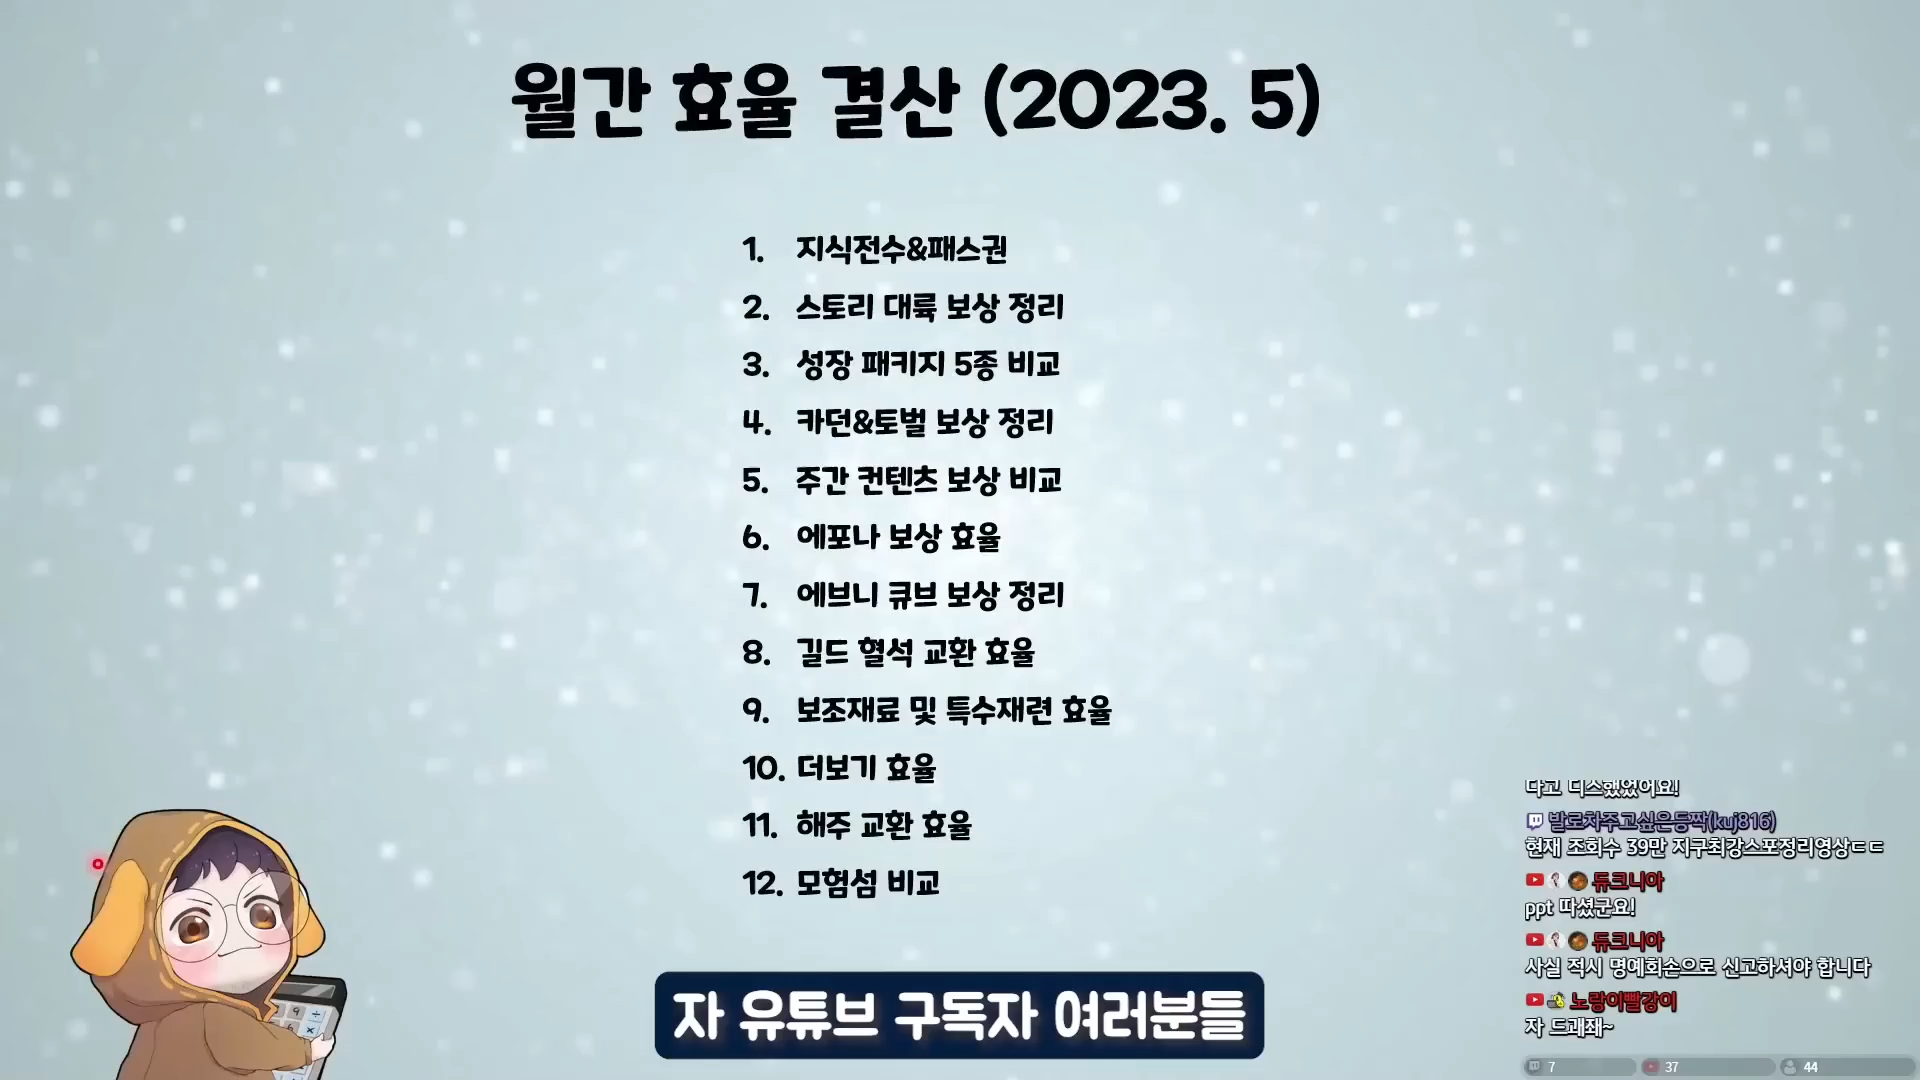 월간 효율 결산 (2023. 5)
1. 지식전수&패스권
2. 스토리 대륙 보상 정리
3. 성장 패키지 5종 비교
4. 카던&토벌 보상 정리
5. 주간 컨텐츠 보상 비교
6. 에포나 보상 효율
7. 에브니 큐브 보상 정리
8. 길드 혈석 교환 효율
9. 보조재료 및 특수재련 효율
10. 더보기 효율
11. 해주 교환 효율
12. 모험섬 비교
다고 디스했었어요!
발로차주고싶은등짝(kuj816)
현재 조회수 39만 지구최강스포정리영상ㄷㄷ
듀크니아
ppt 따셨군요!
듀크니아
사실 적시 명예훼손으로 신고하셔야 합니다
노랑이빨강이
자 드괘좨~
자 유튜브 구독자 여러분들
7 37 44